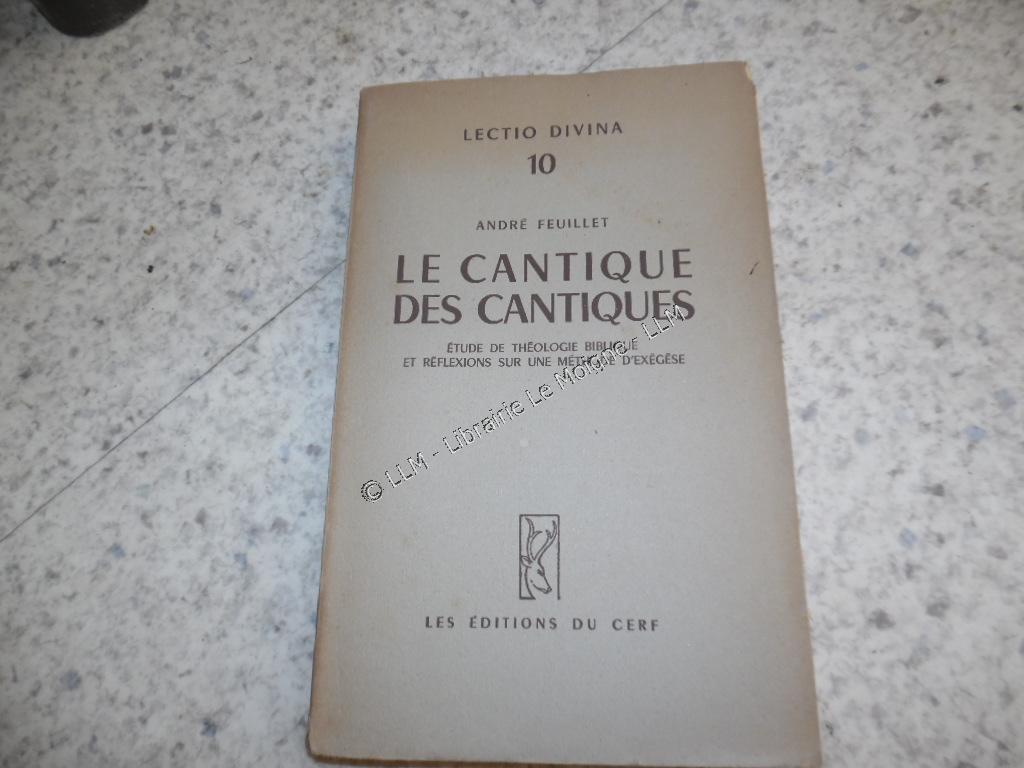 LECTIO DIVINA
10
ANDRÉ FEUILLET
LE CANTIQUE
DES CANTIQUES
ÉTUDE DE THÉOLOGIE BIBLIQUE
ET RÉFLEXIONS SUR UNE MÉTHODE D'EXÉGÈSE
© LLM - Librairie Le Moigne LLM
LES ÉDITIONS DU CERF